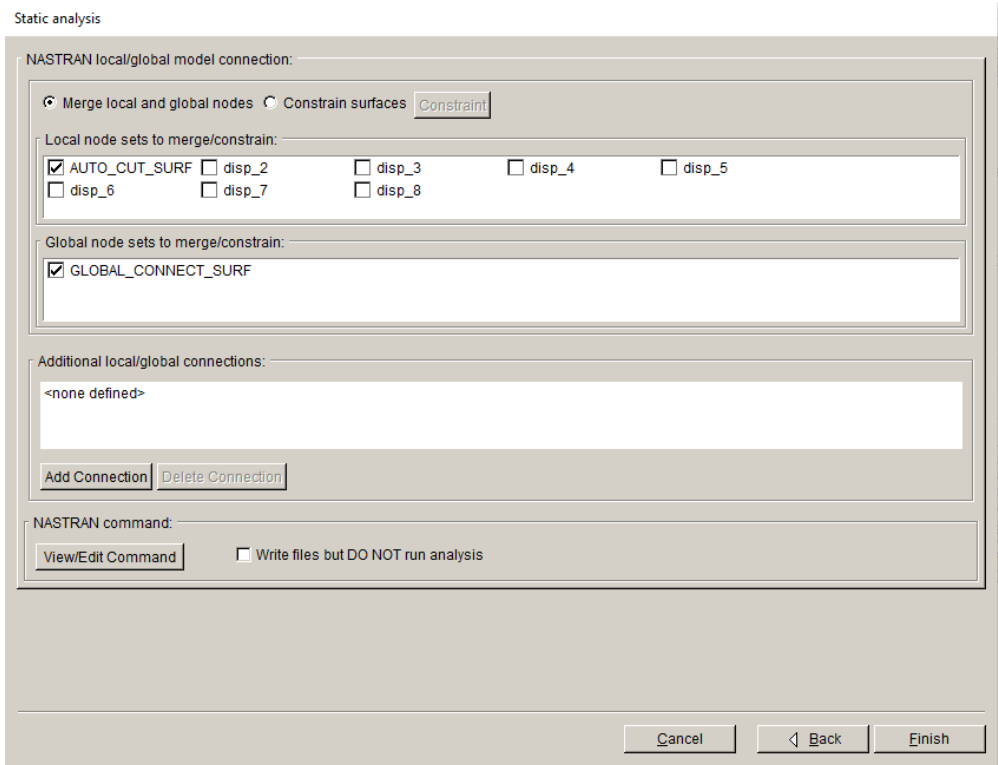 Static analysis
NASTRAN local/global model connection:
Merge local and global nodes Constrain surfaces Constraint
Local node sets to merge/constrain:
AUTO_CUT_SURF disp_2 disp_3 disp_4 disp_5
disp_6 disp_7 disp_8
Global node sets to merge/constrain:
GLOBAL_CONNECT_SURF
Additional local/global connections:
<none defined>
Add Connection Delete Connection
NASTRAN command:
View/Edit Command Write files but DO NOT run analysis
Cancel Back Finish